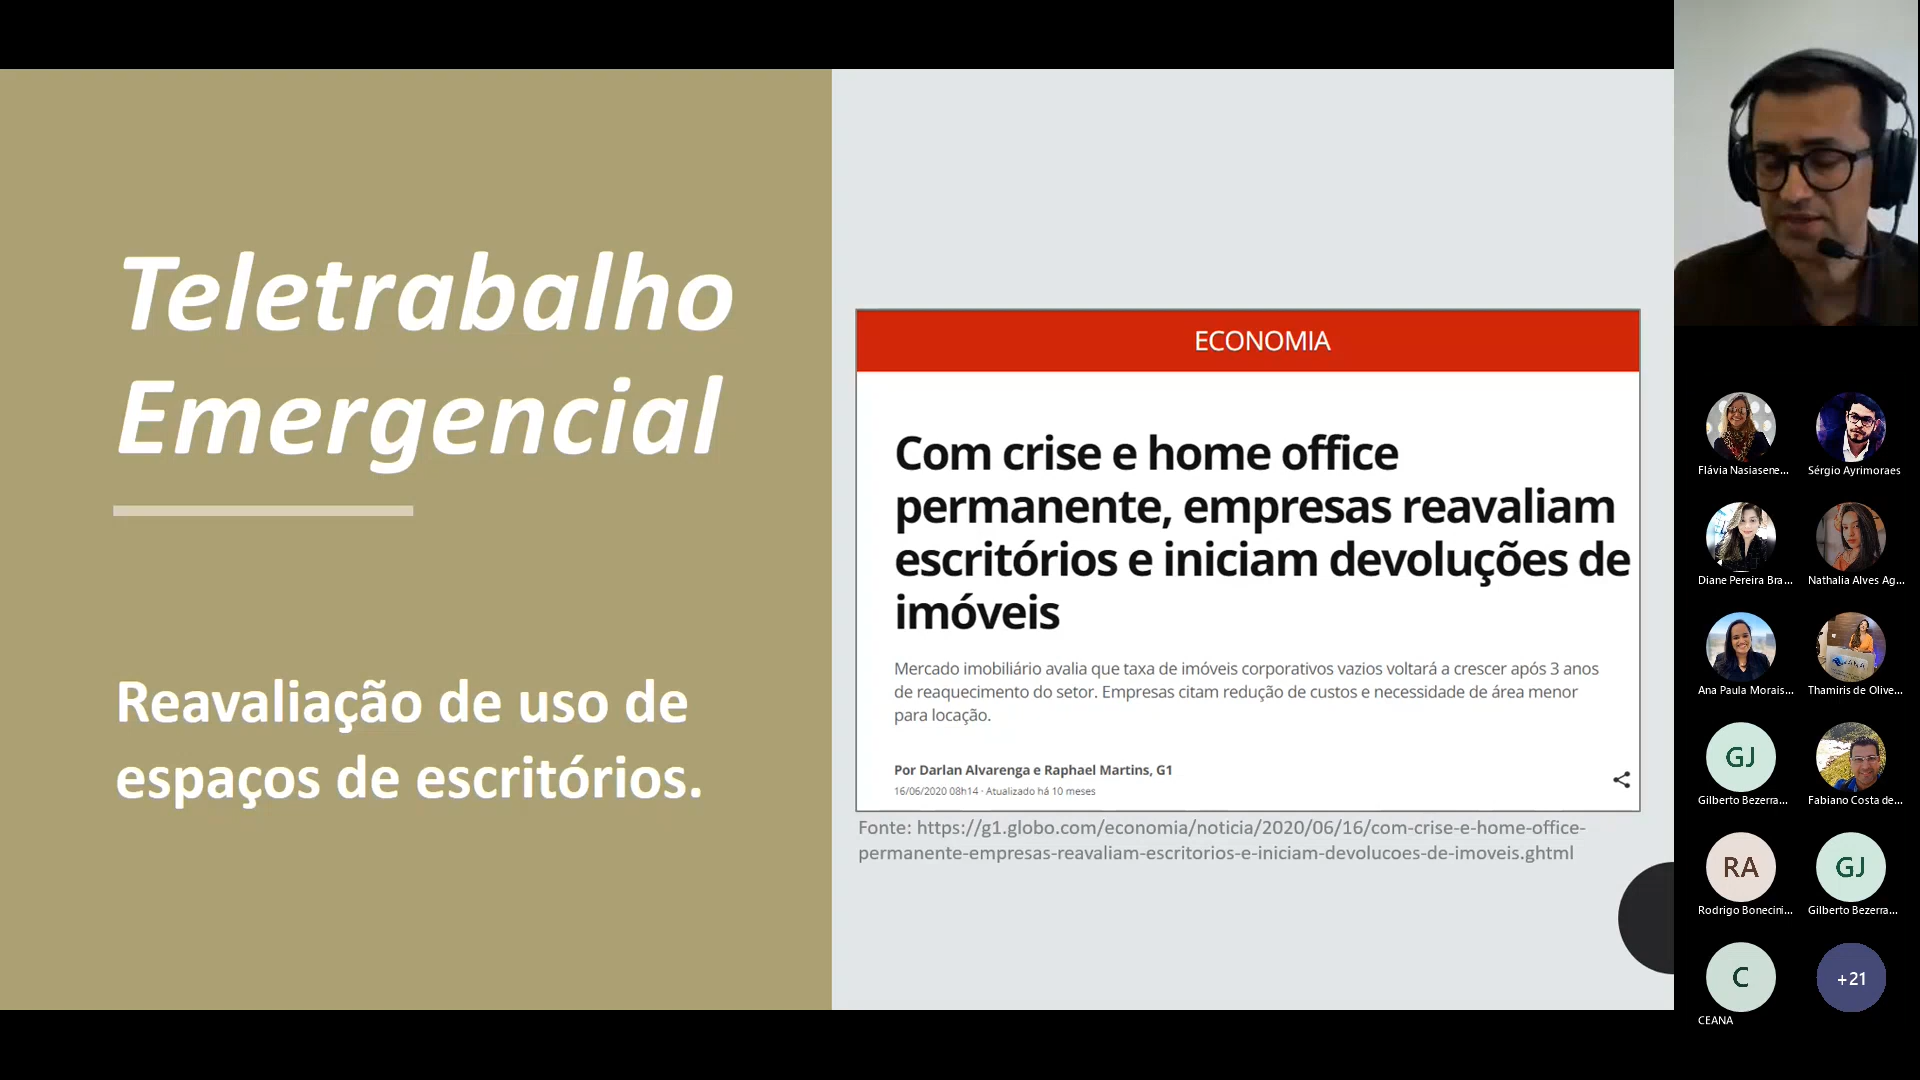 Teletrabalho
Emergencial
Reavaliação de uso de
espaços de escritórios.
ECONOMIA
Com crise e home office
permanente, empresas reavaliam
escritórios e iniciam devoluções de
imóveis
Mercado imobiliário avalia que taxa de imóveis corporativos vazios voltará a crescer após 3 anos
de reaquecimento do setor. Empresas citam redução de custos e necessidade de área menor
para locação.
Por Darlan Alvarenga e Raphael Martins, G1
16/06/2020 08h14 · Atualizado há 10 meses
Fonte: https://g1.globo.com/economia/noticia/2020/06/16/com-crise-e-home-office-
permanente-empresas-reavaliam-escritorios-e-iniciam-devolucoes-de-imoveis.ghtml
Flávia Nasiasene...
Sérgio Ayrimoraes
Diane Pereira Bra...
Nathalia Alves Ag...
Ana Paula Morais...
Thamiris de Olive...
GJ
Gilberto Bezerra...
Fabiano Costa de...
RA
Rodrigo Bonecini...
GJ
Gilberto Bezerra...
C
CEANA
+21